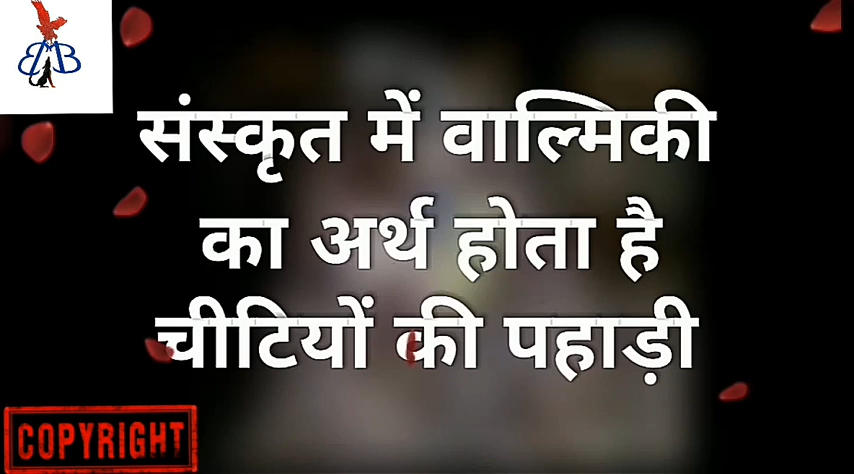 संस्कृत में वाल्मिकी
का अर्थ होता है
चीटियों की पहाड़ी
COPYRIGHT